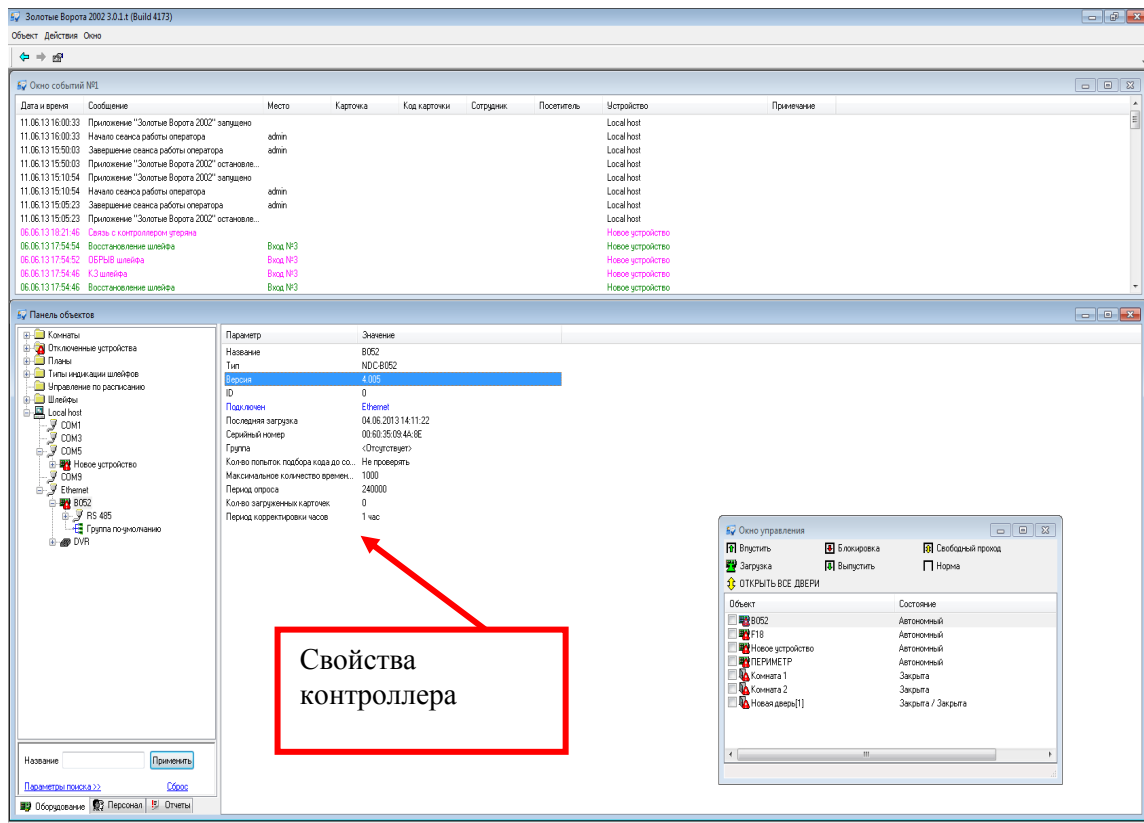 Золотые Ворота 2002 3.0.1.t (Build 4173)
Объект Действия Окно
Окно событий №1
Дата и время Сообщение Место Карточка Код карточки Сотрудник Посетитель Устройство Примечание
11.06.13 16:00:33 Приложение "Золотые Ворота 2002" запущено Local host
11.06.13 16:00:33 Начало сеанса работы оператора admin Local host
11.06.13 15:50:03 Завершение сеанса работы оператора admin Local host
11.06.13 15:50:03 Приложение "Золотые Ворота 2002" остановле... Local host
11.06.13 15:10:54 Приложение "Золотые Ворота 2002" запущено Local host
11.06.13 15:10:54 Начало сеанса работы оператора admin Local host
11.06.13 15:05:23 Завершение сеанса работы оператора admin Local host
11.06.13 15:05:23 Приложение "Золотые Ворота 2002" остановле... Local host
06.06.13 18:21:46 Связь с контроллером утеряна Новое устройство
06.06.13 17:54:54 Восстановление шлейфа Вход №3 Новое устройство
06.06.13 17:54:52 ОБРЫВ шлейфа Вход №3 Новое устройство
06.06.13 17:54:46 К.З шлейфа Вход №3 Новое устройство
06.06.13 17:54:46 Восстановление шлейфа Вход №3 Новое устройство
Панель объектов
Комнаты
Отключенные устройства
Планы
Типы индикации шлейфов
Управление по расписанию
Шлейфы
Local host
COM1
COM3
COM5
Новое устройство
COM9
Ethernet
B052
RS 485
Группа по-умолчанию
DVR
Название Применить
Параметры поиска >> Сброс
Оборудование Персонал Отчеты
Параметр Значение
Название B052
Тип NDC-B052
Версия 4.005
ID 0
Подключен Ethernet
Последняя загрузка 04.06.2013 14:11:22
Серийный номер 00:60:35:09:4A:8E
Группа <Отсутствует>
Кол-во попыток подбора кода до со... Не проверять
Максимальное количество времен... 1000
Период опроса 240000
Кол-во загруженных карточек 0
Период корректировки часов 1 час
Свойства
контроллера
Окно управления
Впустить Блокировка Свободный проход
Загрузка Выпустить Норма
ОТКРЫТЬ ВСЕ ДВЕРИ
Объект Состояние
B052 Автономный
F18 Автономный
Новое устройство Автономный
ПЕРИМЕТР Автономный
Комната 1 Закрыта
Комната 2 Закрыта
Новая дверь[1] Закрыта / Закрыта